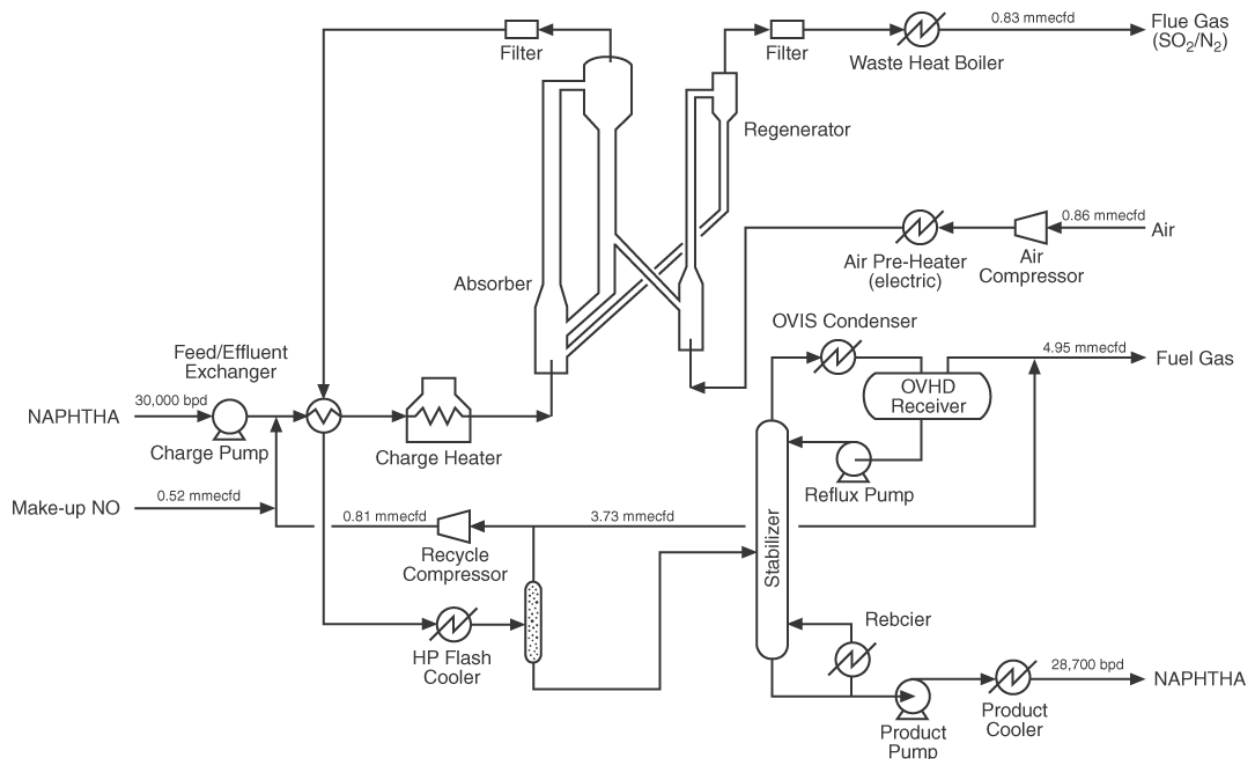 0.83 mmecfd
Flue Gas
(SO2/N2)
Filter
Filter
Waste Heat Boiler
Regenerator
0.86 mmecfd
Air
Air Pre-Heater
(electric)
Air
Compressor
Absorber
OVIS Condenser
4.95 mmecfd
Fuel Gas
OVHD
Receiver
Feed/Effluent
Exchanger
NAPHTHA
30,000 bpd
Charge Pump
Charge Heater
Reflux Pump
Make-up NO
0.52 mmecfd
0.81 mmecfd
3.73 mmecfd
Recycle
Compressor
Stabilizer
Rebcier
HP Flash
Cooler
28,700 bpd
NAPHTHA
Product
Cooler
Product
Pump